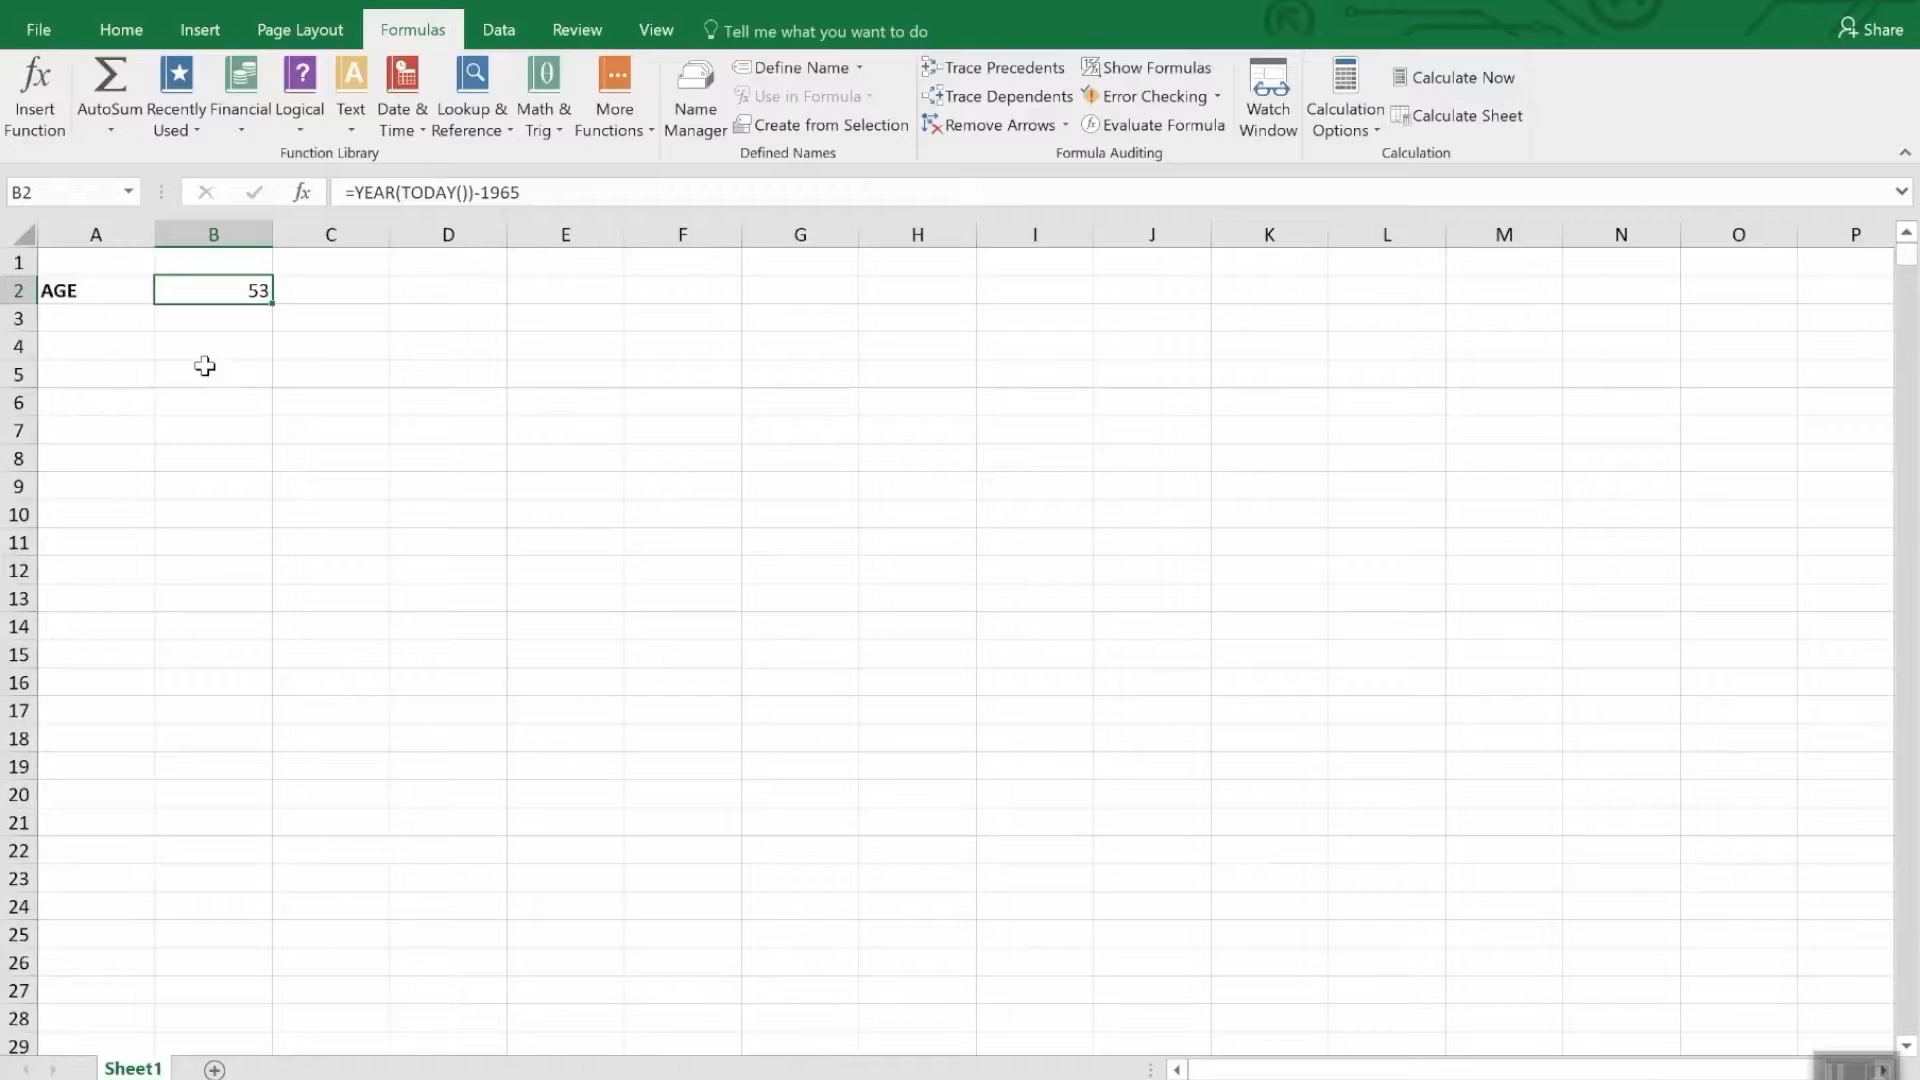 File Home Insert Page Layout Formulas Data Review View Tell me what you want to do Share
Insert Function
AutoSum
Recently Used
Financial
Logical
Text
Date & Time
Lookup & Reference
Math & Trig
More Functions
Function Library
Name Manager
Define Name
Use in Formula
Create from Selection
Defined Names
Trace Precedents
Trace Dependents
Remove Arrows
Show Formulas
Error Checking
Evaluate Formula
Formula Auditing
Watch Window
Calculation Options
Calculate Now
Calculate Sheet
Calculation
B2 fx =YEAR(TODAY())-1965
A B C D E F G H I J K L M N O P
1
2 AGE 53
3
4
5
6
7
8
9
10
11
12
13
14
15
16
17
18
19
20
21
22
23
24
25
26
27
28
29
Sheet1